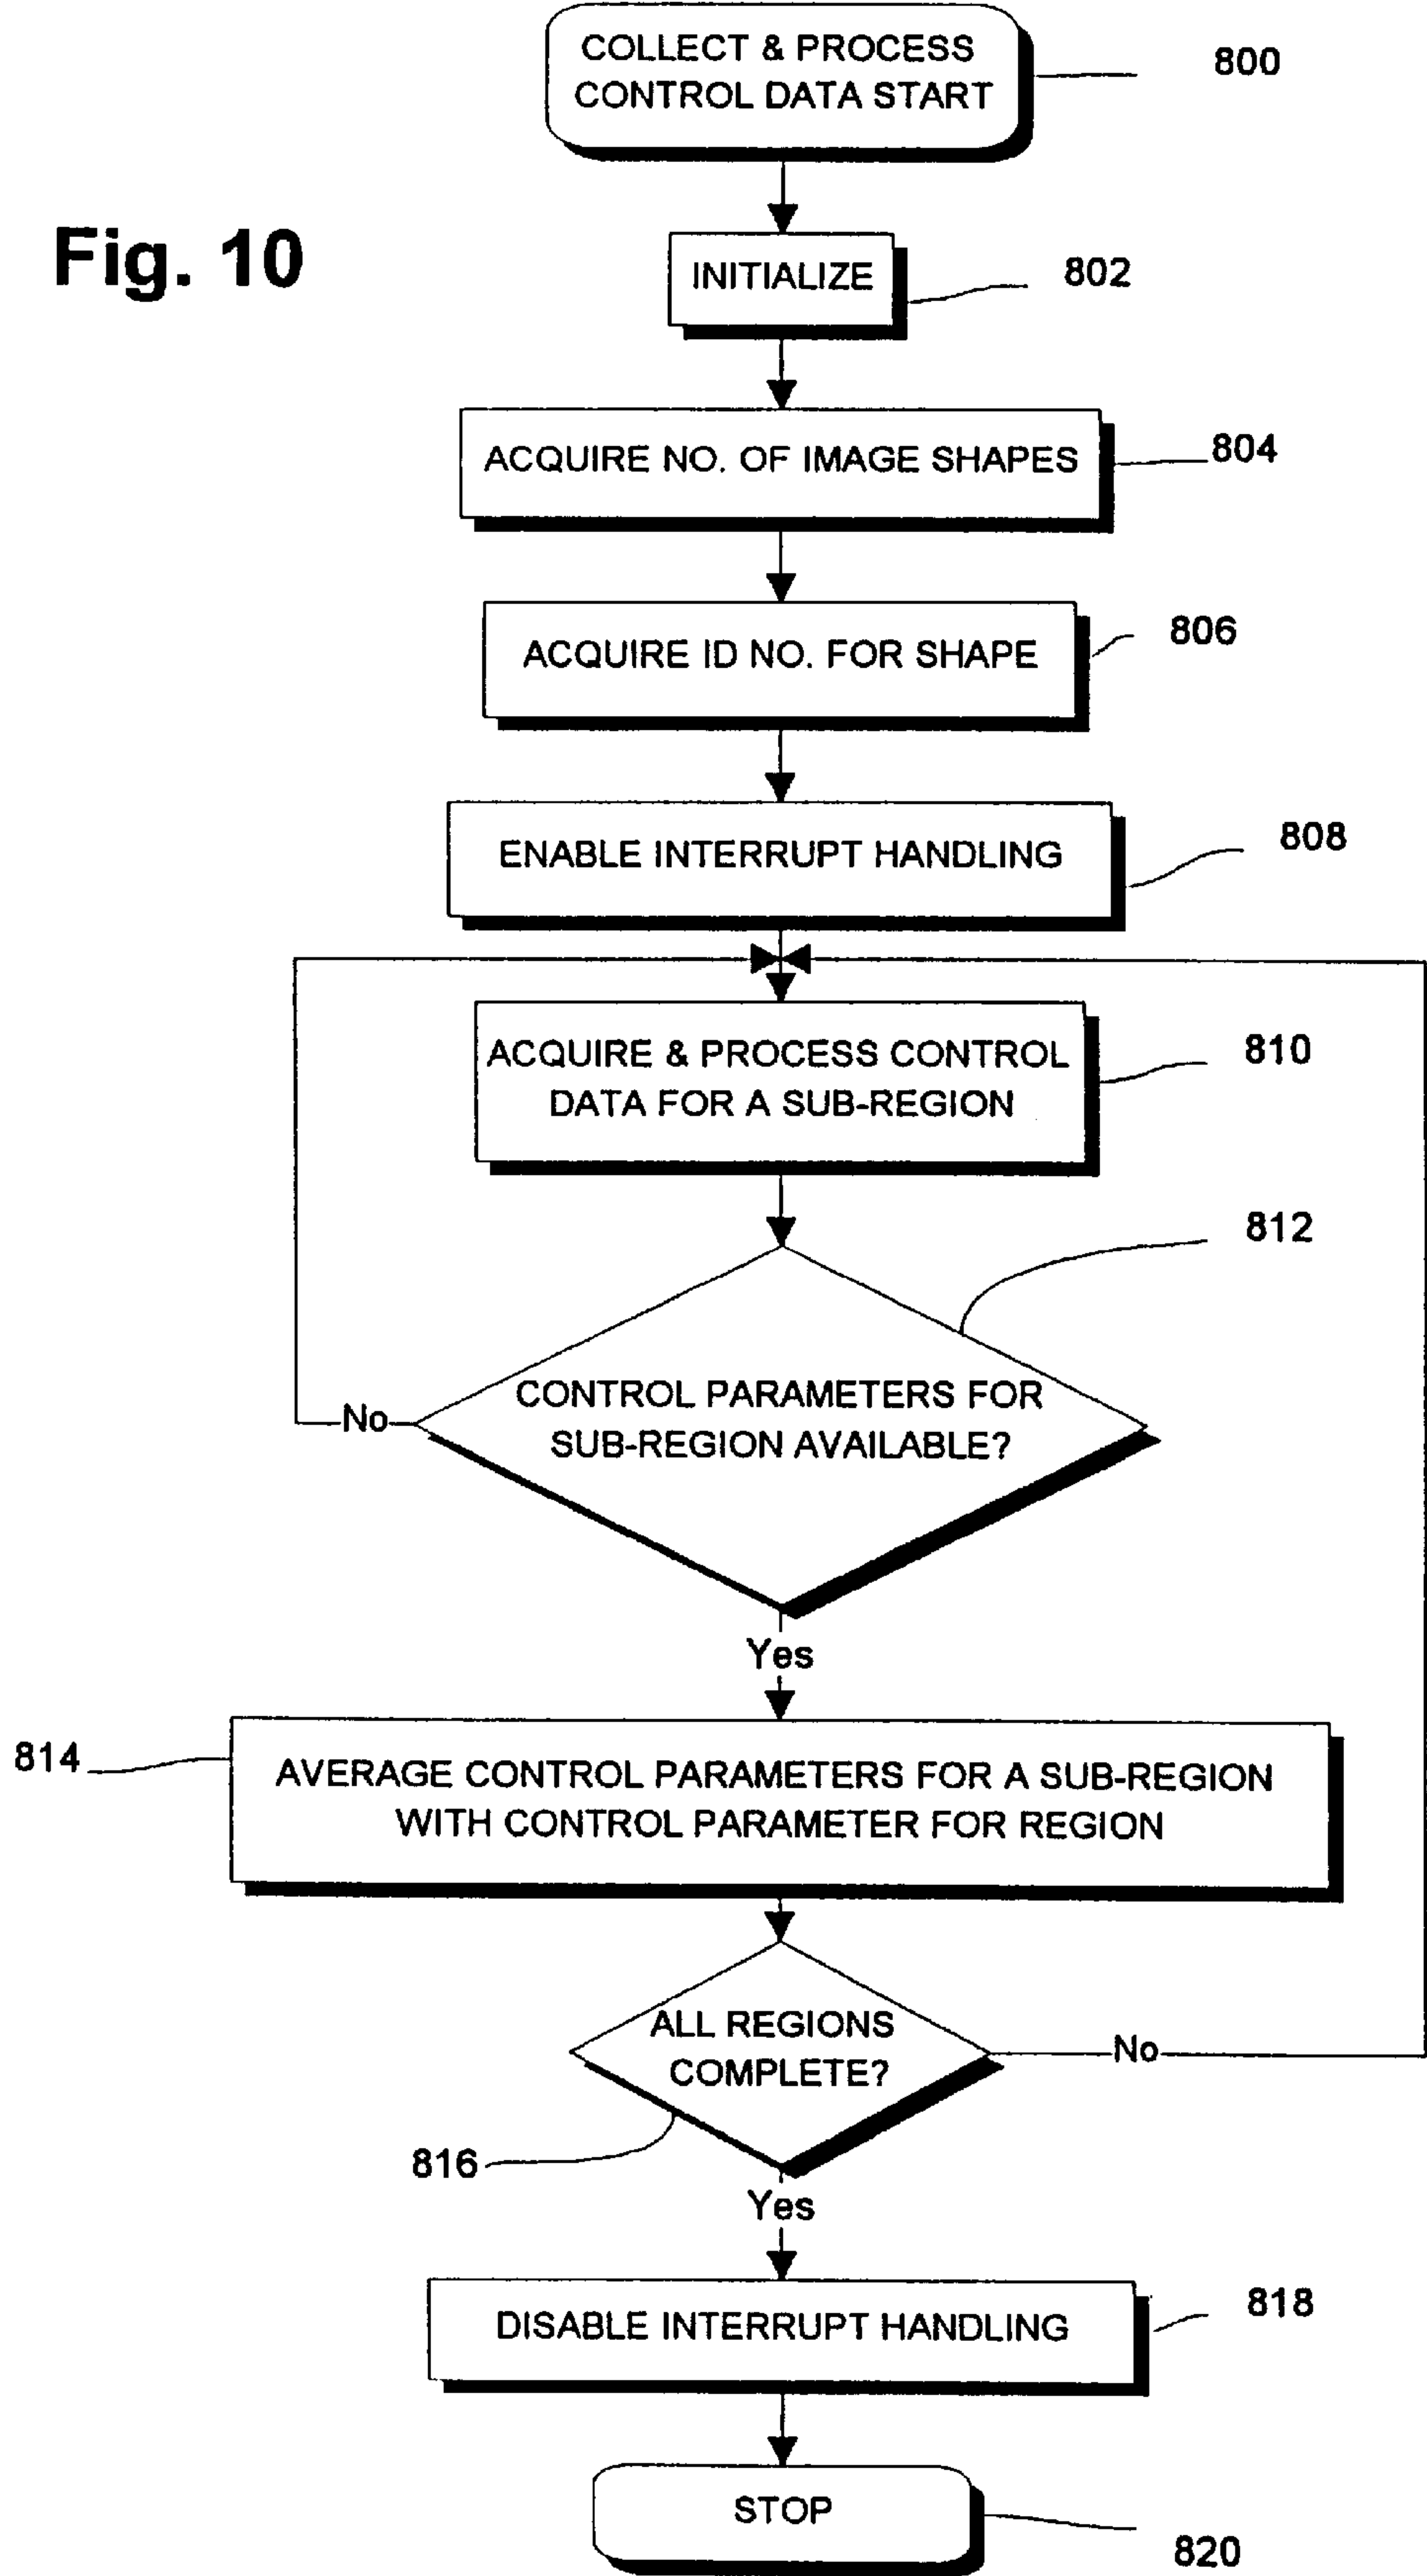 COLLECT & PROCESS
CONTROL DATA START
800
Fig. 10
INITIALIZE
802
ACQUIRE NO. OF IMAGE SHAPES
804
ACQUIRE ID NO. FOR SHAPE
806
ENABLE INTERRUPT HANDLING
808
ACQUIRE & PROCESS CONTROL
DATA FOR A SUB-REGION
810
812
CONTROL PARAMETERS FOR
SUB-REGION AVAILABLE?
No
Yes
814
AVERAGE CONTROL PARAMETERS FOR A SUB-REGION
WITH CONTROL PARAMETER FOR REGION
ALL REGIONS
COMPLETE?
No
816
Yes
DISABLE INTERRUPT HANDLING
818
STOP
820